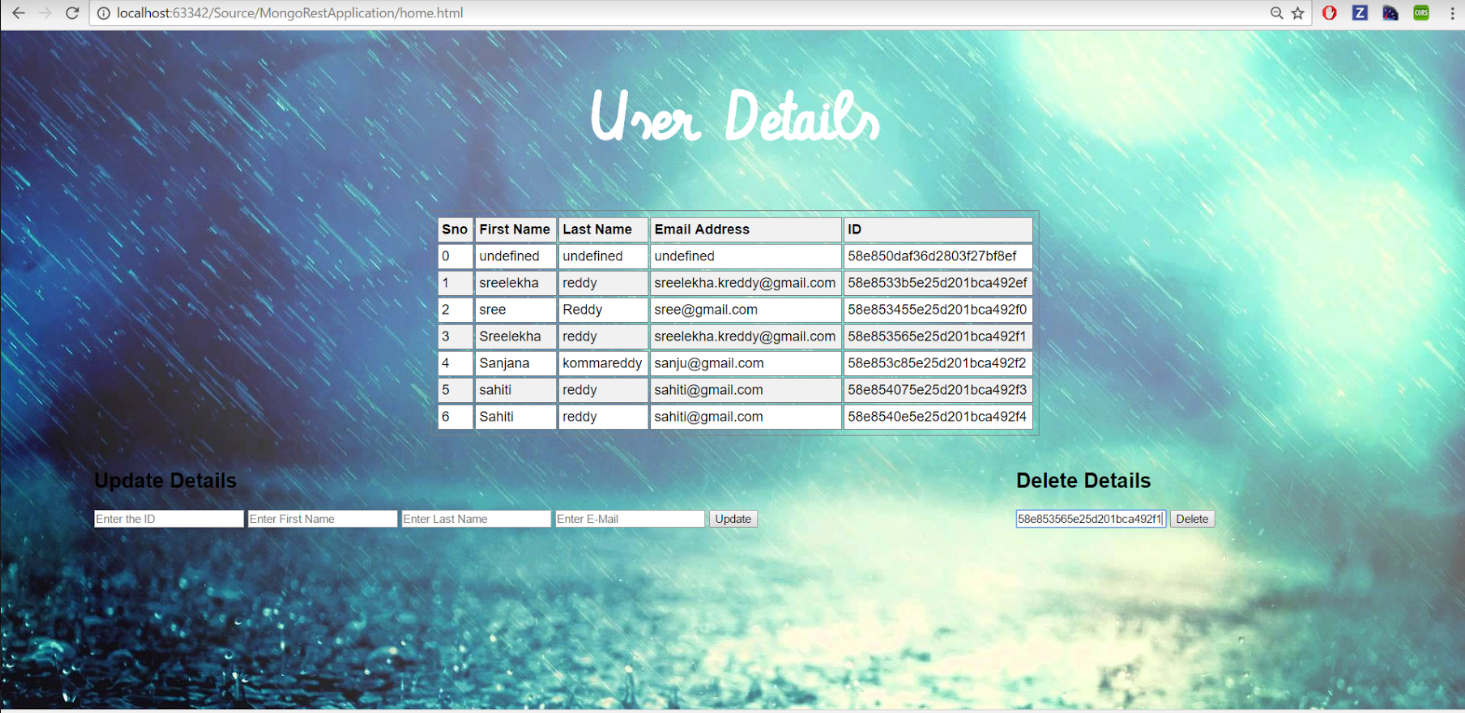 localhost:63342/Source/MongoRestApplication/home.html
Z
CORS
User Details
Sno First Name Last Name Email Address ID
0 undefined undefined undefined 58e850daf36d2803f27bf8ef
1 sreelekha reddy sreelekha.kreddy@gmail.com 58e8533b5e25d201bca492ef
2 sree Reddy sree@gmail.com 58e853455e25d201bca492f0
3 Sreelekha reddy sreelekha.kreddy@gmail.com 58e853565e25d201bca492f1
4 Sanjana kommareddy sanju@gmail.com 58e853c85e25d201bca492f2
5 sahiti reddy sahiti@gmail.com 58e854075e25d201bca492f3
6 Sahiti reddy sahiti@gmail.com 58e8540e5e25d201bca492f4
Update Details Delete Details
Enter the ID Enter First Name Enter Last Name Enter E-Mail Update 58e853565e25d201bca492f1 Delete